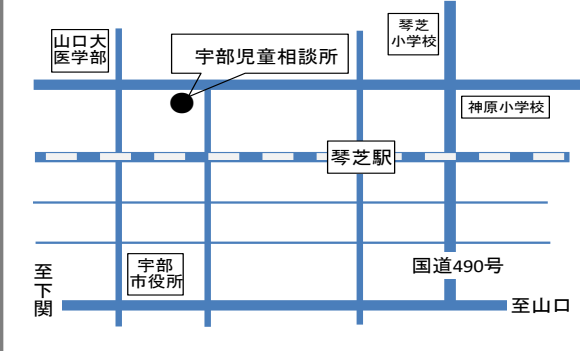 琴芝
小学校
山口大
医学部
宇部児童相談所
神原小学校
琴芝駅
国道490号
宇部
市役所
至下関
至山口